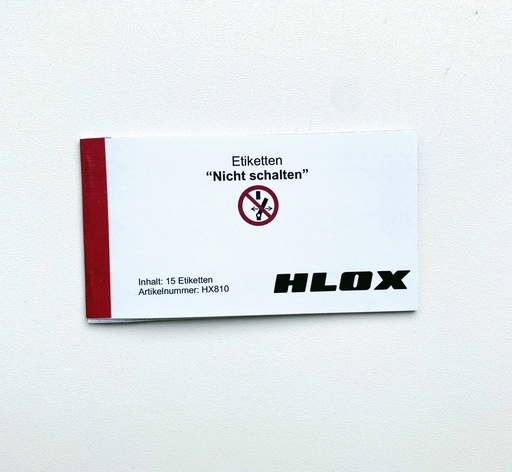 Etiketten
“Nicht schalten”
Inhalt: 15 Etiketten
Artikelnummer: HX810
HLOX